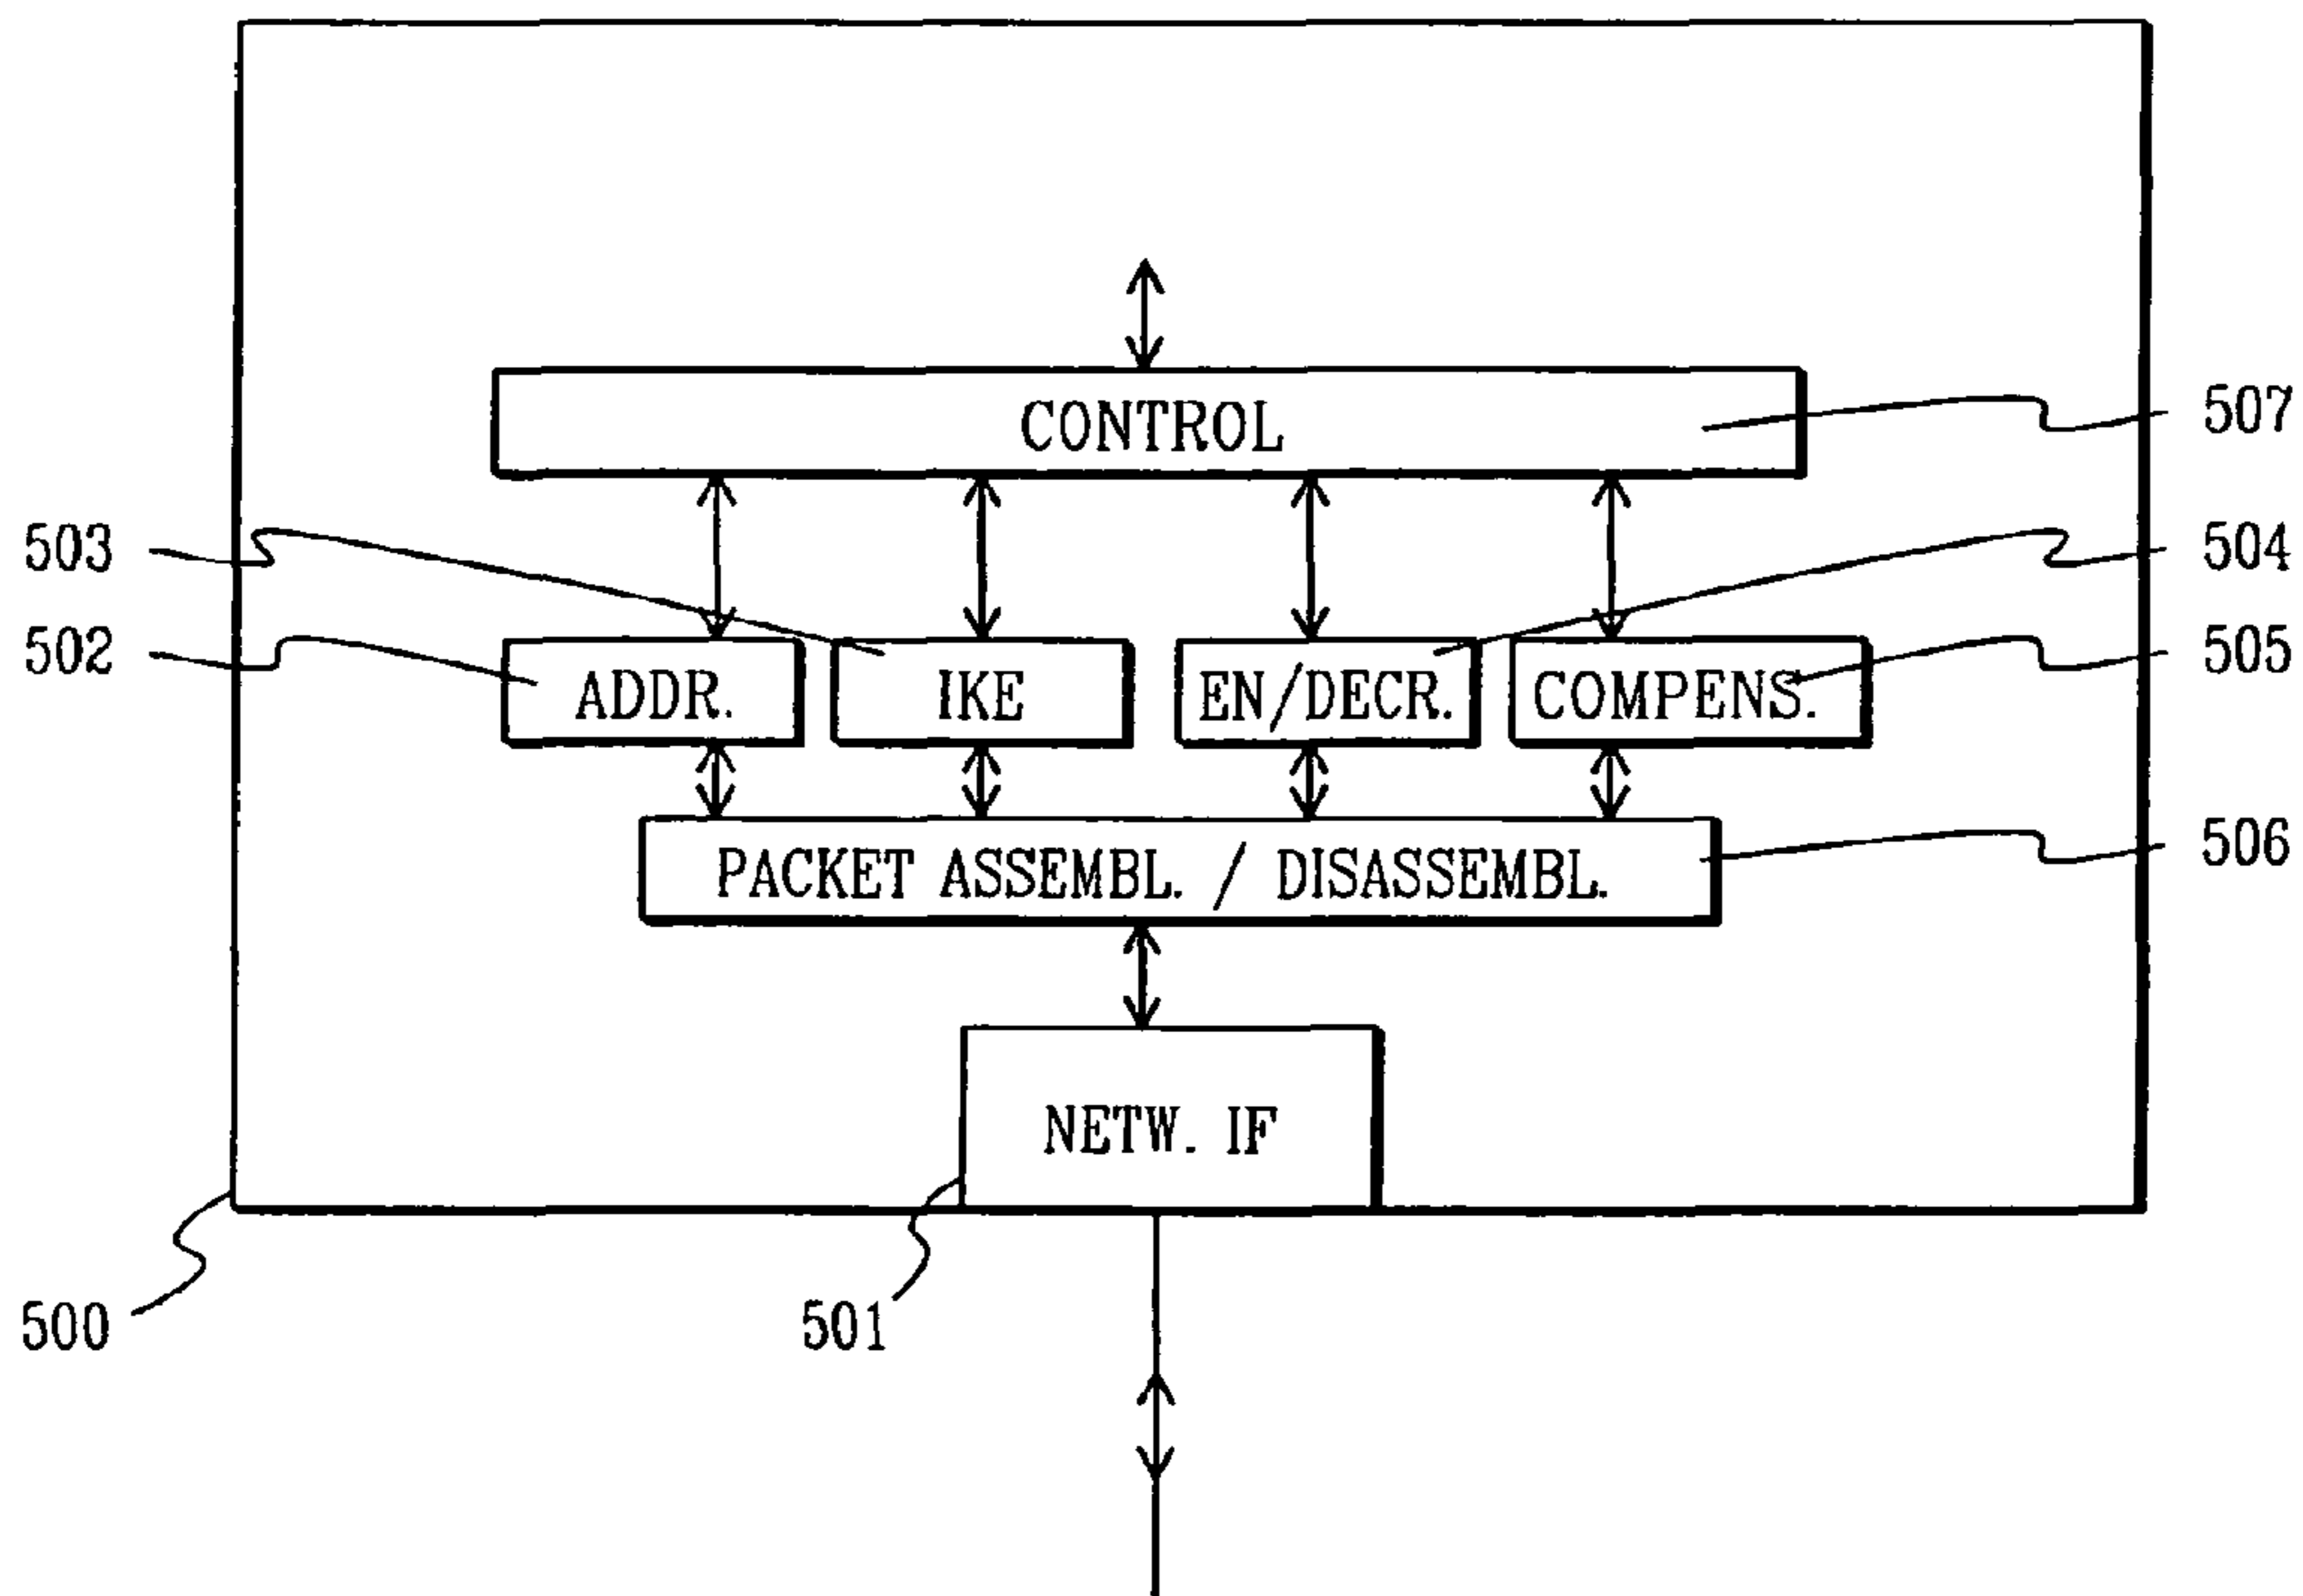 CONTROL
507
503
504
502
505
ADDR.
IKE
EN/DECR.
COMPENS.
PACKET ASSEMBL. / DISASSEMBL.
506
NETW. IF
500
501